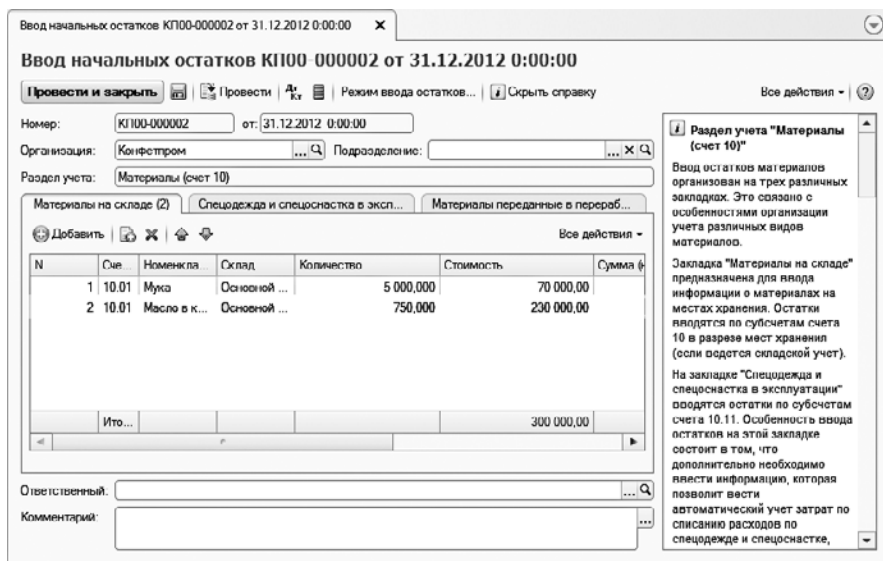 Ввод начальных остатков КП00-000002 от 31.12.2012 0:00:00
Ввод начальных остатков КП00-000002 от 31.12.2012 0:00:00
Провести и закрыть Провести Дт Кт Режим ввода остатков... Скрыть справку Все действия
Номер: КП00-000002 от: 31.12.2012 0:00:00
Организация: Конфетпром ... Подразделение: ...
Раздел учета: Материалы (счет 10)
Материалы на складе (2) Спецодежда и спецоснастка в эксп... Материалы переданные в перераб...
Добавить Все действия
N Сче... Номенкла... Склад Количество Стоимость Сумма (н
1 10.01 Мука Основной ... 5 000,000 70 000,00
2 10.01 Масло в к... Основной ... 750,000 230 000,00
Ито... 300 000,00
Ответственный: ...
Комментарий: ...
i Раздел учета "Материалы
(счет 10)"
Ввод остатков материалов
организован на трех различных
закладках. Это связано с
особенностями организации
учета различных видов
материалов.
Закладка "Материалы на складе"
предназначена для ввода
информации о материалах на
местах хранения. Остатки
вводятся по субсчетам счета
10 в разрезе мест хранения
(если ведется складской учет).
На закладке "Спецодежда и
спецоснастка в эксплуатации"
вводятся остатки по субсчетам
счета 10.11. Особенность ввода
остатков на этой закладке
состоит в том, что
дополнительно необходимо
ввести информацию, которая
позволит вести
автоматический учет затрат по
списанию расходов по
спецодежде и спецоснастке,